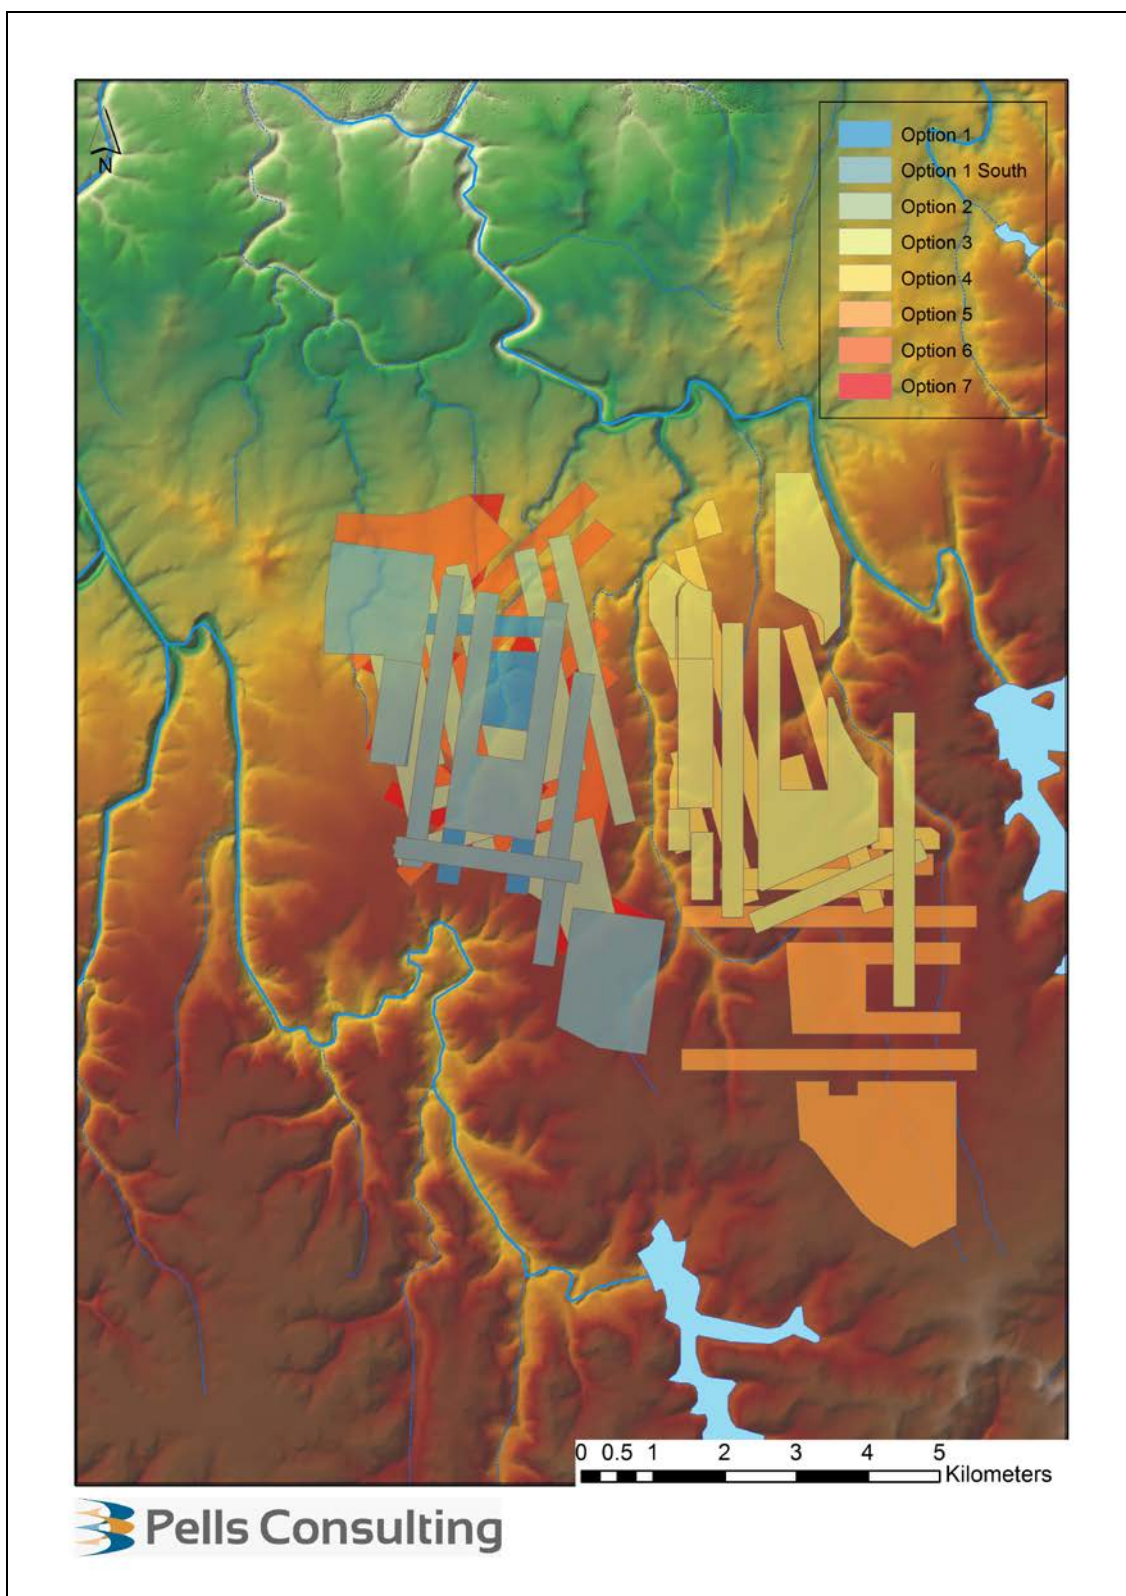 N
Option 1
Option 1 South
Option 2
Option 3
Option 4
Option 5
Option 6
Option 7
0 0.5 1 2 3 4 5
Kilometers
Pells Consulting